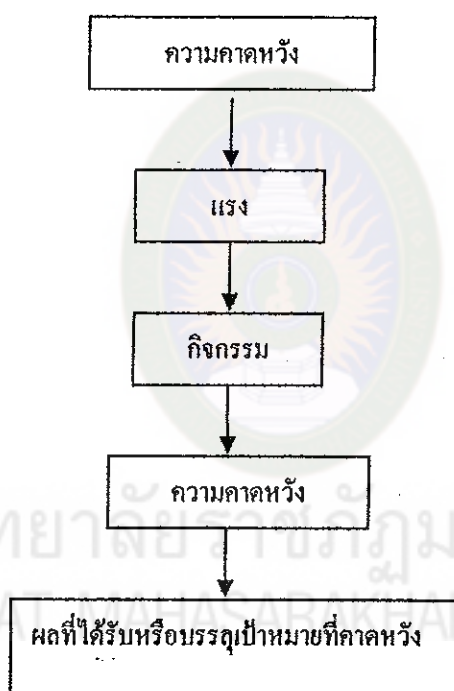 ความคาดหวัง
แรง
กิจกรรม
ความคาดหวัง
ผลที่ได้รับหรือบรรลุเป้าหมายที่คาดหวัง